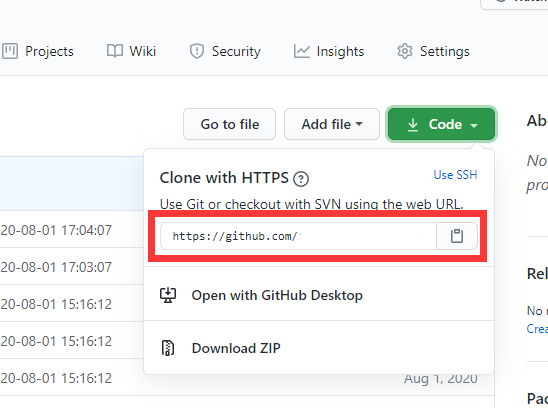 Projects Wiki Security Insights Settings
Go to file Add file Code
Abo
Clone with HTTPS Use SSH
No
Use Git or checkout with SVN using the web URL.
pro
20-08-01 17:04:07
https://github.com/
20-08-01 17:03:07
Rel
20-08-01 15:16:12
Open with GitHub Desktop
No r
Crea
20-08-01 15:16:12
Download ZIP
20-08-01 15:16:12
Aug 1, 2020
Pac